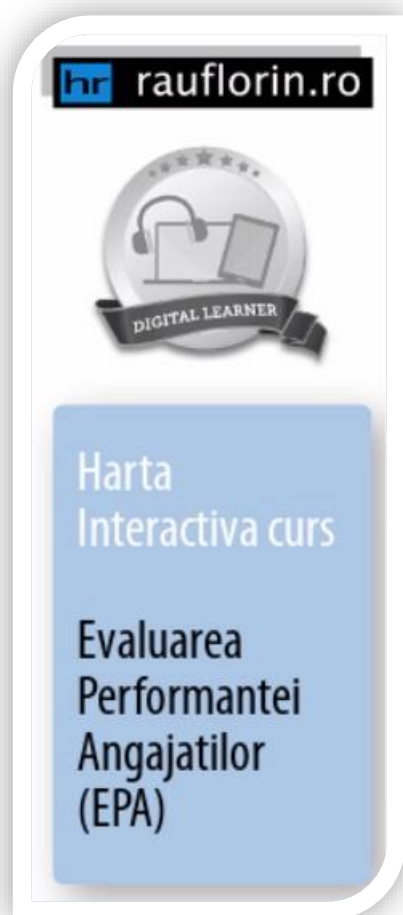 hr rauflorin.ro
DIGITAL LEARNER
Harta
Interactiva curs
Evaluarea
Performantei
Angajatilor
(EPA)